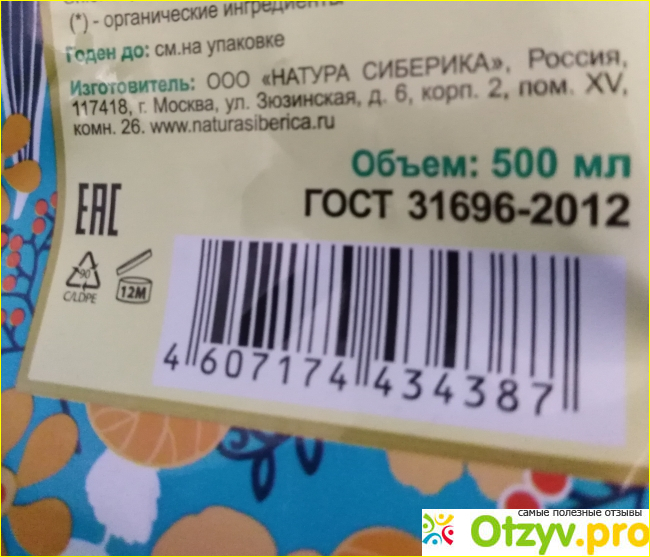 (*) - органические ингредиенты
Годен до: см.на упаковке
Изготовитель: ООО «НАТУРА СИБЕРИКА», Россия,
117418, г. Москва, ул. Зюзинская, д. 6, корп. 2, пом. XV,
комн. 26. www.naturasiberica.ru
Объем: 500 мл
ГОСТ 31696-2012
EAC
90
C/LDPE
12M
4 607174 434387
самые полезные отзывы
Otzyv.pro